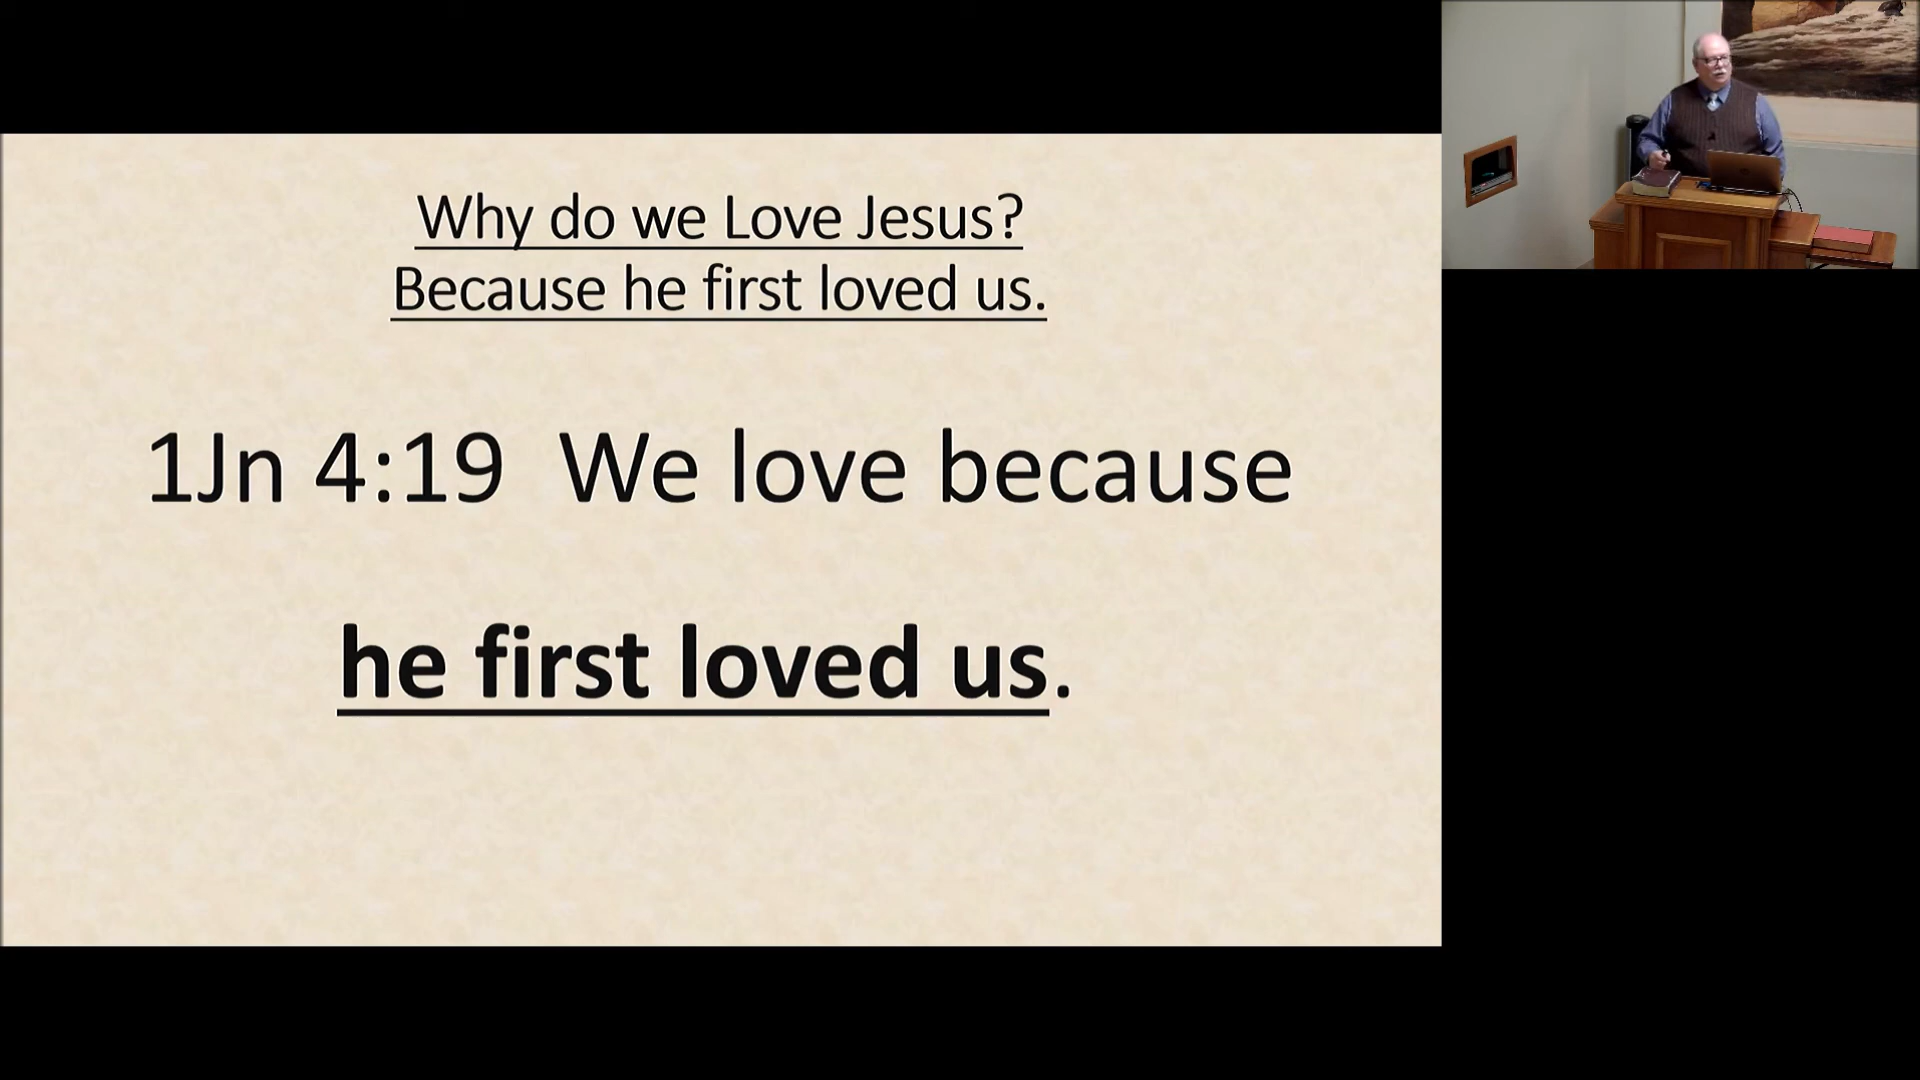 Why do we Love Jesus?
Because he first loved us.
1Jn 4:19  We love because
he first loved us.